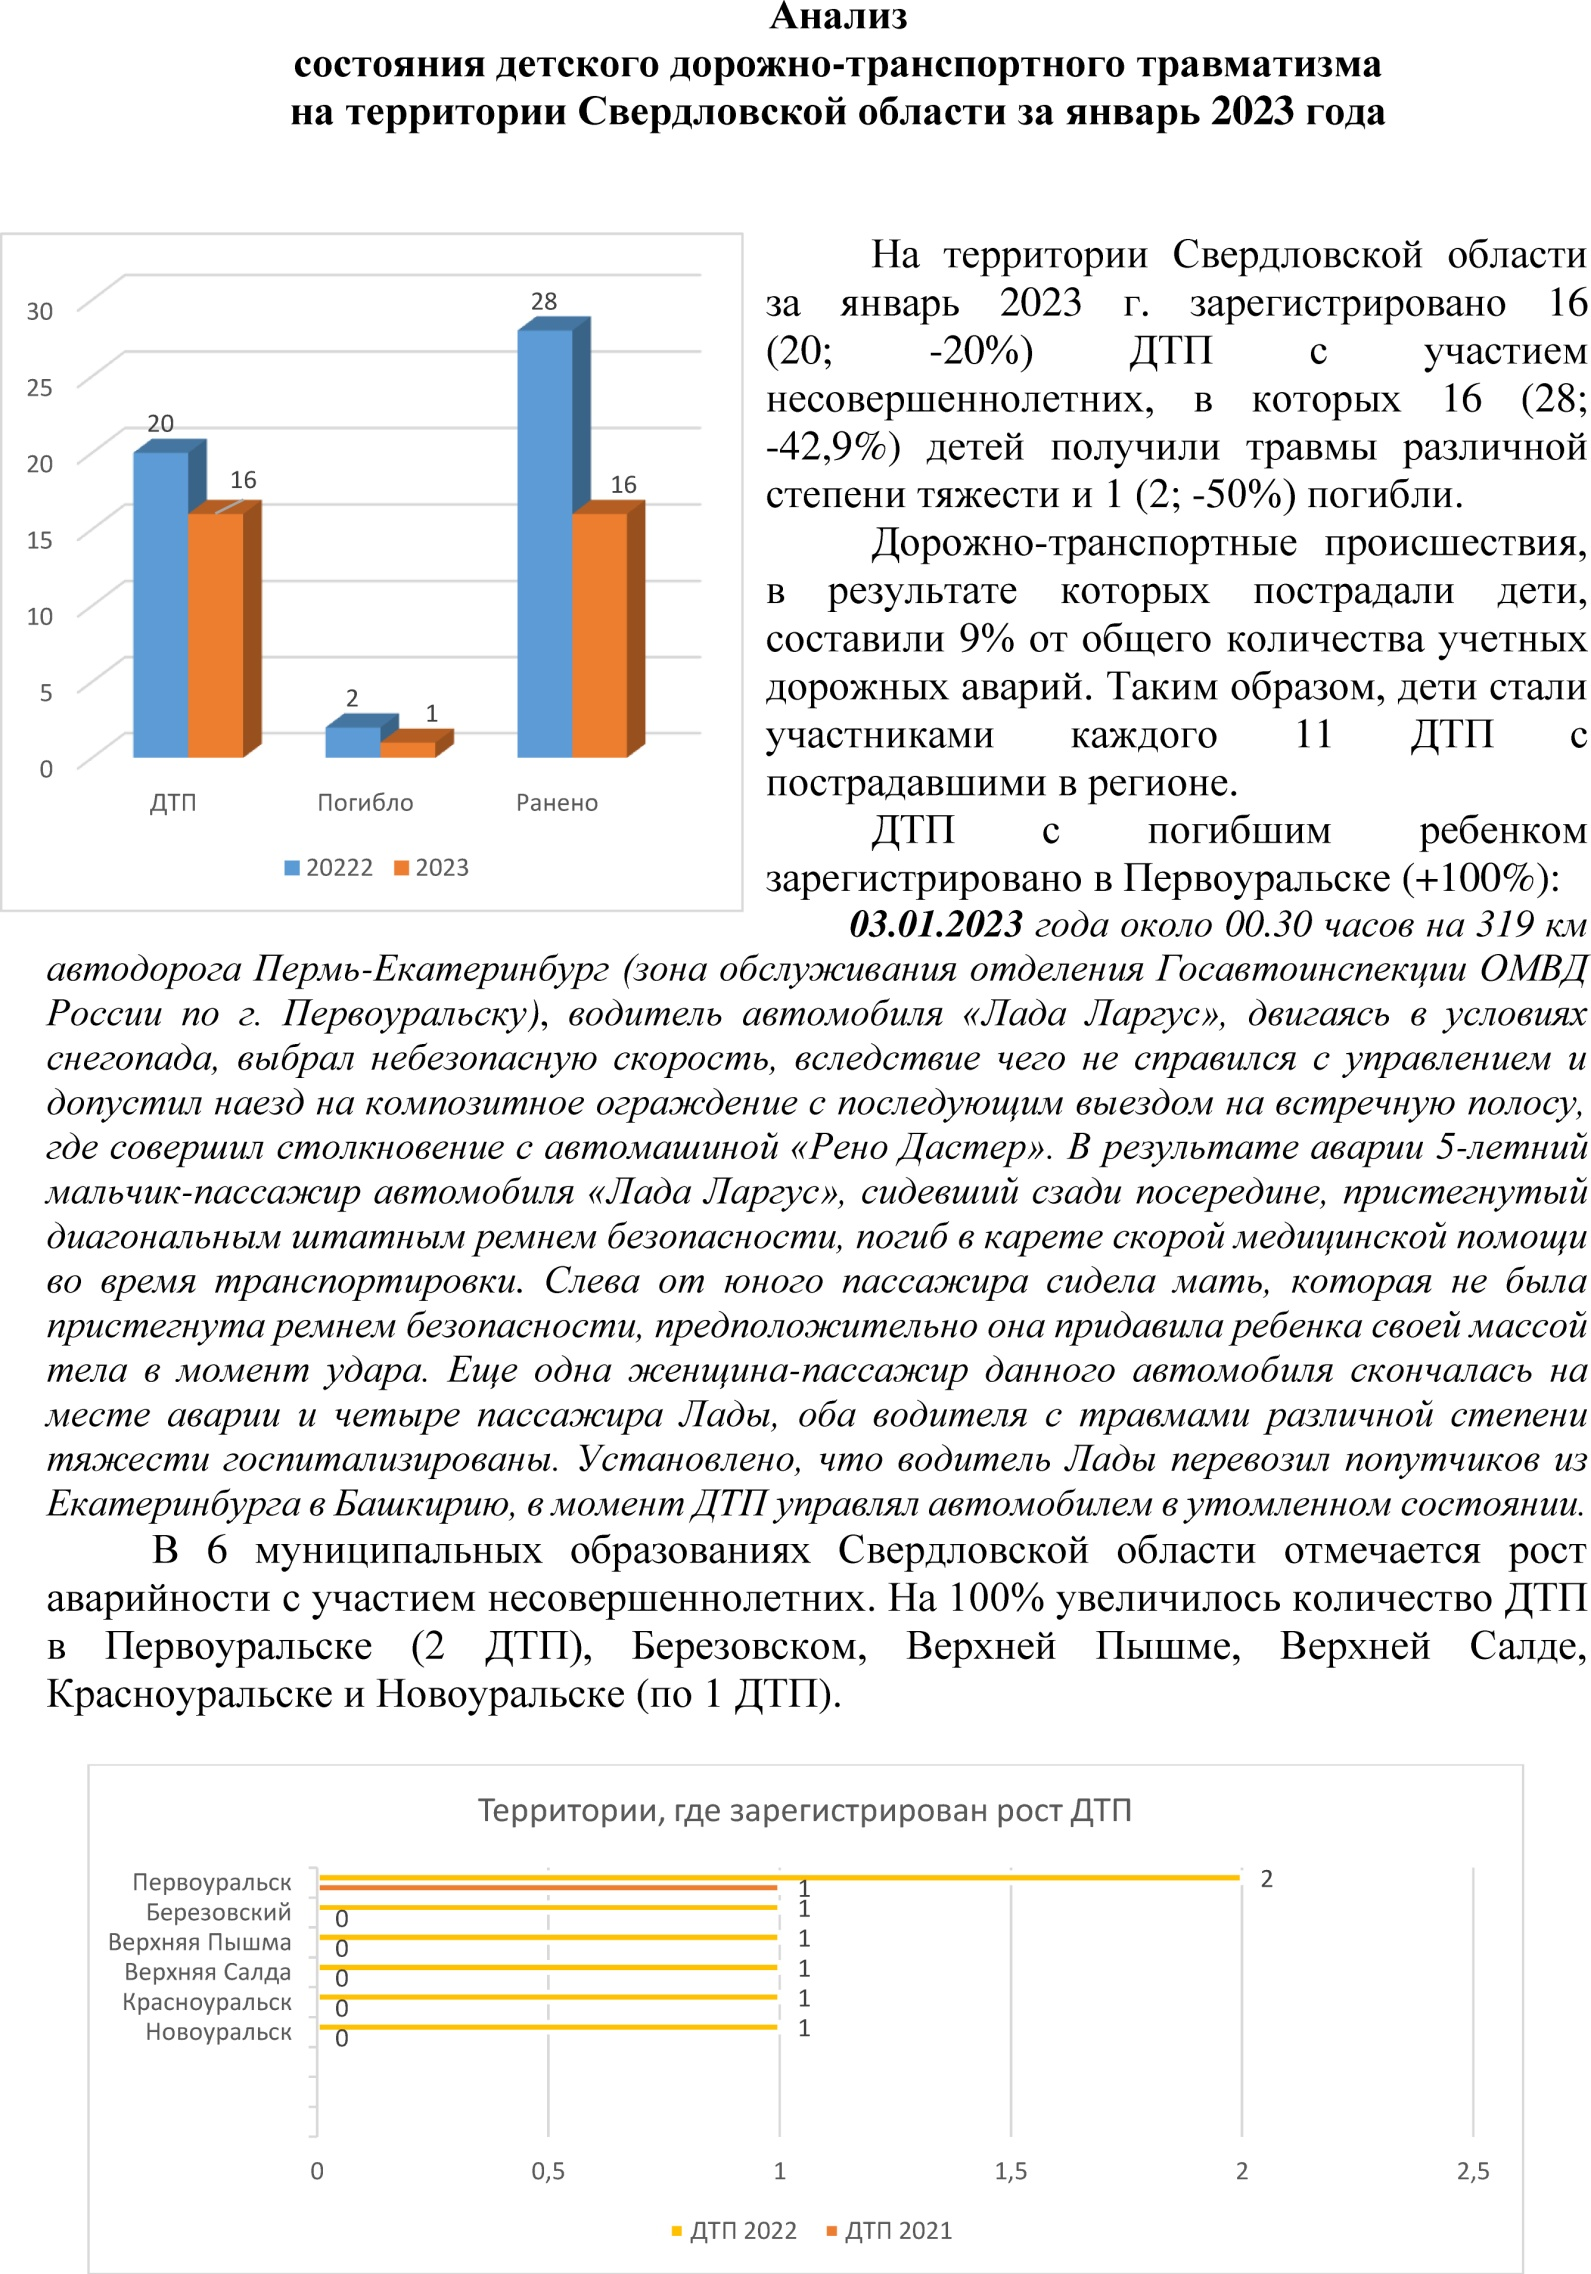 Анализ
состояния детского дорожно-транспортного травматизма
на территории Свердловской области за январь 2023 года
30
25
20
15
10
5
0
20
16
2
1
28
16
ДТП
Погибло
Ранено
20222
2023
На территории Свердловской области
за январь 2023 г. зарегистрировано 16
(20; -20%) ДТП с участием
несовершеннолетних, в которых 16 (28;
-42,9%) детей получили травмы различной
степени тяжести и 1 (2; -50%) погибли.
Дорожно-транспортные происшествия,
в результате которых пострадали дети,
составили 9% от общего количества учетных
дорожных аварий. Таким образом, дети стали
участниками каждого 11 ДТП с
пострадавшими в регионе.
ДТП с погибшим ребенком
зарегистрировано в Первоуральске (+100%):
03.01.2023 года около 00.30 часов на 319 км
автодорога Пермь-Екатеринбург (зона обслуживания отделения Госавтоинспекции ОМВД
России по г. Первоуральску), водитель автомобиля «Лада Ларгус», двигаясь в условиях
снегопада, выбрал небезопасную скорость, вследствие чего не справился с управлением и
допустил наезд на композитное ограждение с последующим выездом на встречную полосу,
где совершил столкновение с автомашиной «Рено Дастер». В результате аварии 5-летний
мальчик-пассажир автомобиля «Лада Ларгус», сидевший сзади посередине, пристегнутый
диагональным штатным ремнем безопасности, погиб в карете скорой медицинской помощи
во время транспортировки. Слева от юного пассажира сидела мать, которая не была
пристегнута ремнем безопасности, предположительно она придавила ребенка своей массой
тела в момент удара. Еще одна женщина-пассажир данного автомобиля скончалась на
месте аварии и четыре пассажира Лады, оба водителя с травмами различной степени
тяжести госпитализированы. Установлено, что водитель Лады перевозил попутчиков из
Екатеринбурга в Башкирию, в момент ДТП управлял автомобилем в утомленном состоянии.
В 6 муниципальных образованиях Свердловской области отмечается рост
аварийности с участием несовершеннолетних. На 100% увеличилось количество ДТП
в Первоуральске (2 ДТП), Березовском, Верхней Пышме, Верхней Салде,
Красноуральске и Новоуральске (по 1 ДТП).
Территории, где зарегистрирован рост ДТП
Первоуральск 2
1
Березовский 1
0
Верхняя Пышма 1
0
Верхняя Салда 1
0
Красноуральск 1
0
Новоуральск 1
0
0 0,5 1 1,5 2 2,5
ДТП 2022 ДТП 2021